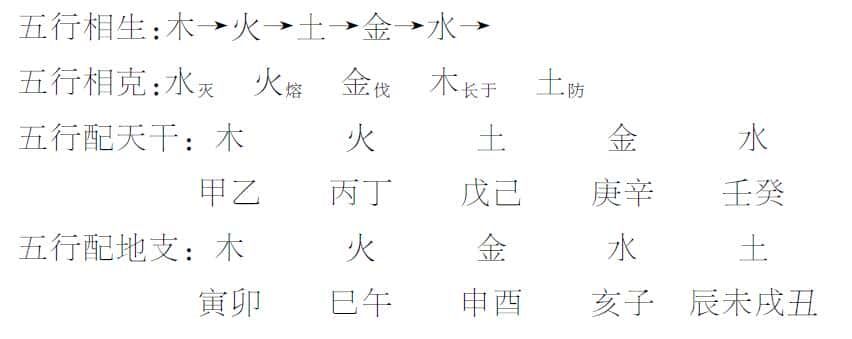 五行相生:木→火→土→金→水→
五行相克:水灭 火熔 金伐 木长于 土防
五行配天干: 木 火 土 金 水
甲乙 丙丁 戊己 庚辛 壬癸
五行配地支: 木 火 金 水 土
寅卯 巳午 申酉 亥子 辰未戌丑